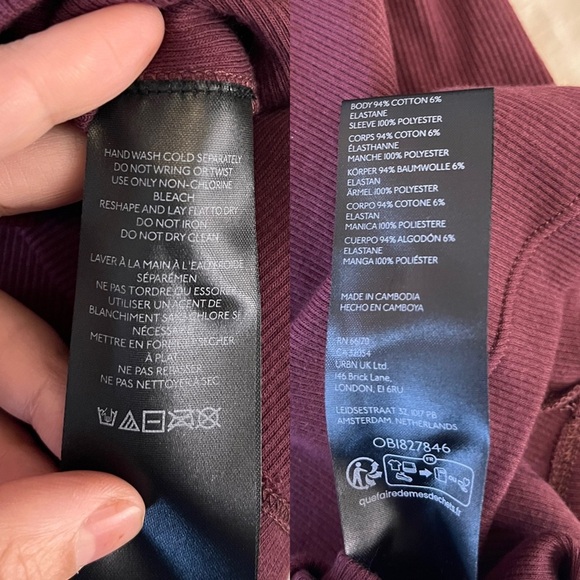 HAND WASH COLD SEPARATELY
DO NOT WRING OR TWIST
USE ONLY NON-CHLORINE
BLEACH
RESHAPE AND LAY FLAT TO DRY
DO NOT IRON
DO NOT DRY CLEAN
LAVER À LA MAIN À L'EAU FROIDE
SÉPARÉMEN
NE PAS TORDRE OU ESSORER
UTILISER UN AGENT DE
BLANCHIMENT SANS CHLORE SI
NÉCESSAIRE
METTRE EN FORME ET SÉCHER
À PLAT
NE PAS REPASSER
NE PAS NETTOYER À SEC
BODY 94% COTTON 6%
ELASTANE
SLEEVE 100% POLYESTER
CORPS 94% COTON 6%
ÉLASTHANNE
MANCHE 100% POLYESTER
KÖRPER 94% BAUMWOLLE 6%
ELASTAN
ÄRMEL 100% POLYESTER
CORPO 94% COTONE 6%
ELASTAN
MANICA 100% POLIESTERE
CUERPO 94% ALGODÓN 6%
ELASTANE
MANGA 100% POLIÉSTER
MADE IN CAMBODIA
HECHO EN CAMBOYA
RN 66170
CA 32054
URBN UK Ltd.
146 Brick Lane,
LONDON, E1 6RU
LEIDSESTRAAT 32, 1017 PB
AMSTERDAM, NETHERLANDS
OB1827846
FR
quefairedemesdechets.fr